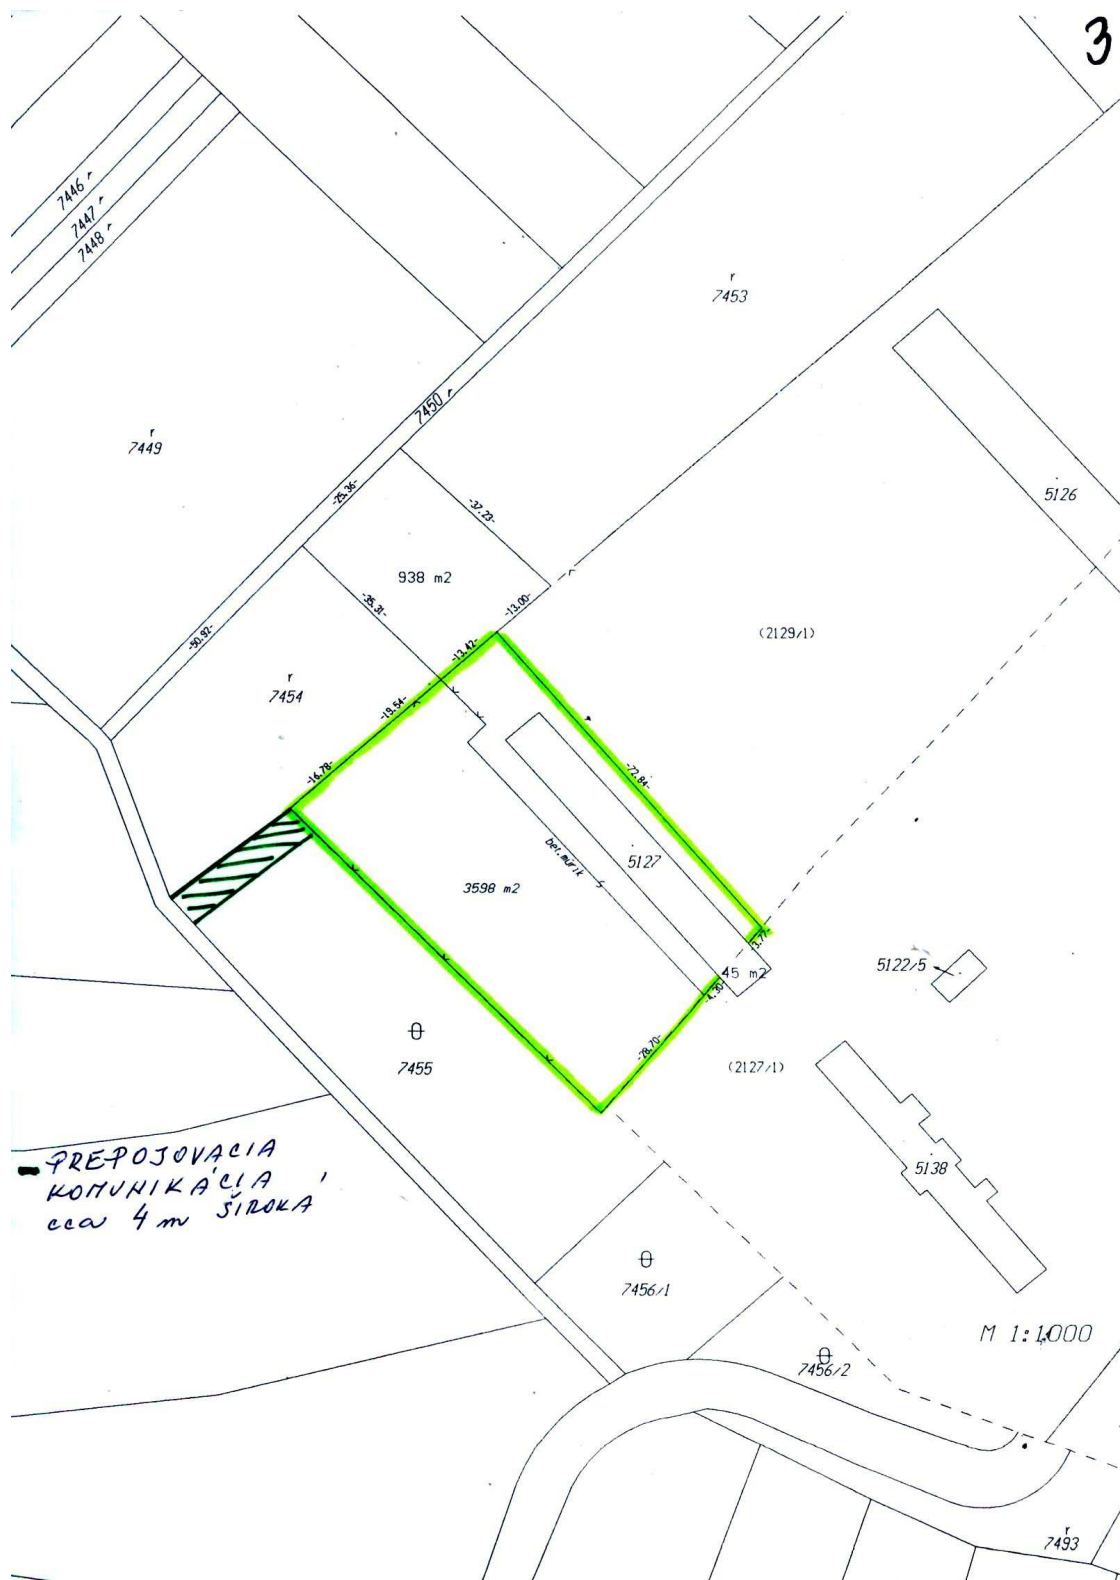 3
7446 r
7447 r
7448 r
r
7453
7450 r
r
7449
5126
-25.36-
-37.23-
938 m2
-35.31-
-13.00-
(2129/1)
-50.92-
-13.42-
r
7454
-19.54-
-16.78-
-72.84-
bet.múrik
5127
3598 m2
3.77-
45 m2
5122/5
-4.30-
7455
-28.70-
(2127/1)
PREPOJOVACIA
KOMUNIKÁCIA
cca 4 m ŠIROKÁ
5138
7456/1
M 1:1000
7456/2
r
7493